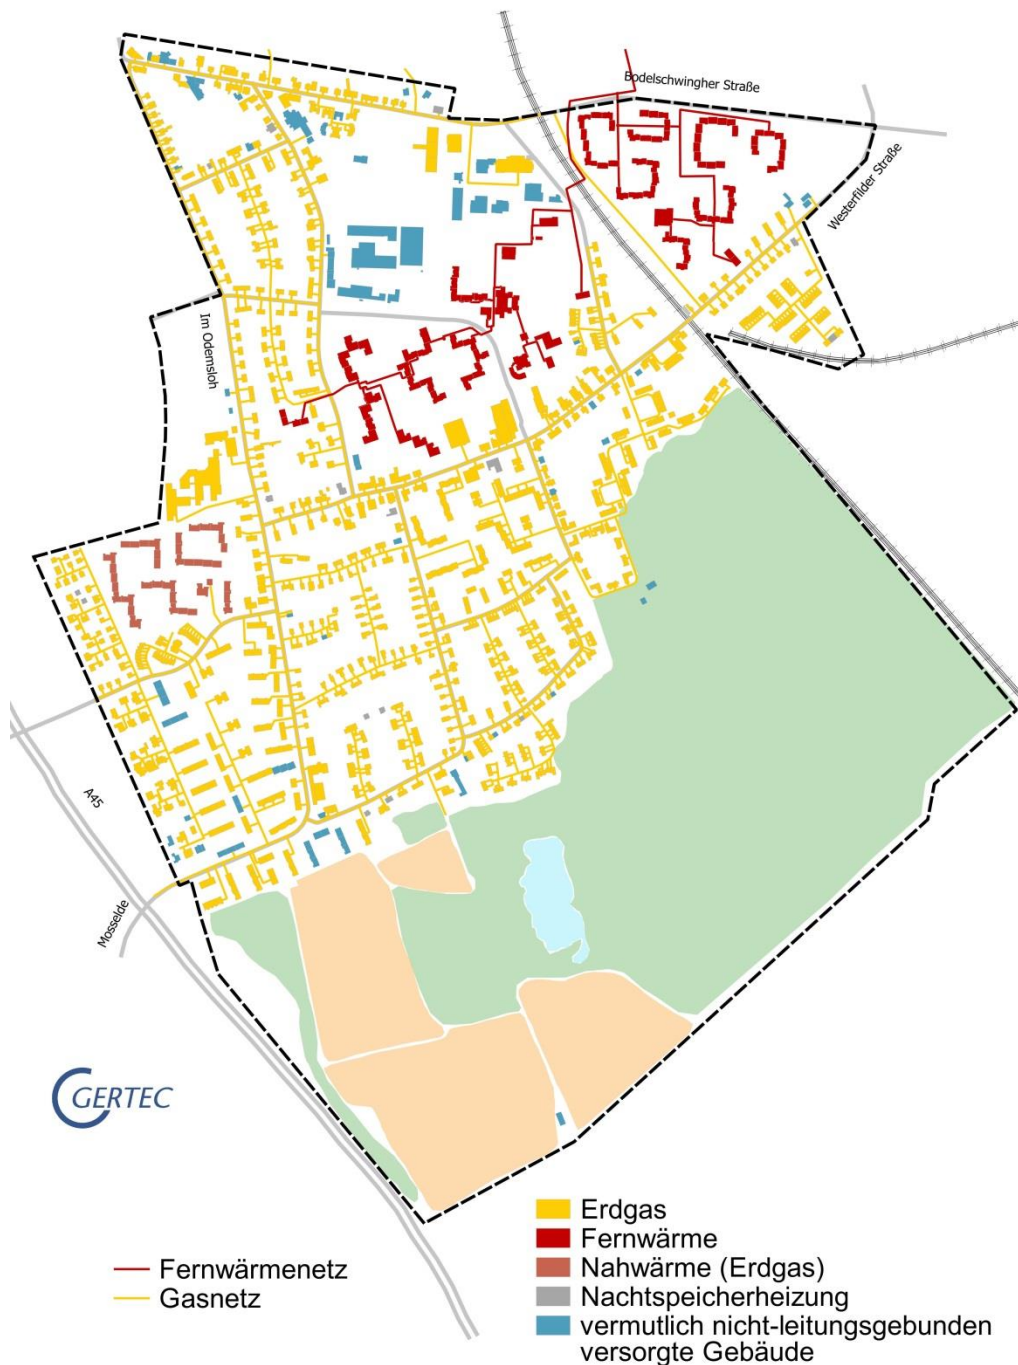 Bodelschwingher Straße
Westerfilder Straße
Im Odemsloh
A45
Mosselde
GERTEC
Fernwärmenetz
Gasnetz
Erdgas
Fernwärme
Nahwärme (Erdgas)
Nachtspeicherheizung
vermutlich nicht-leitungsgebunden
versorgte Gebäude